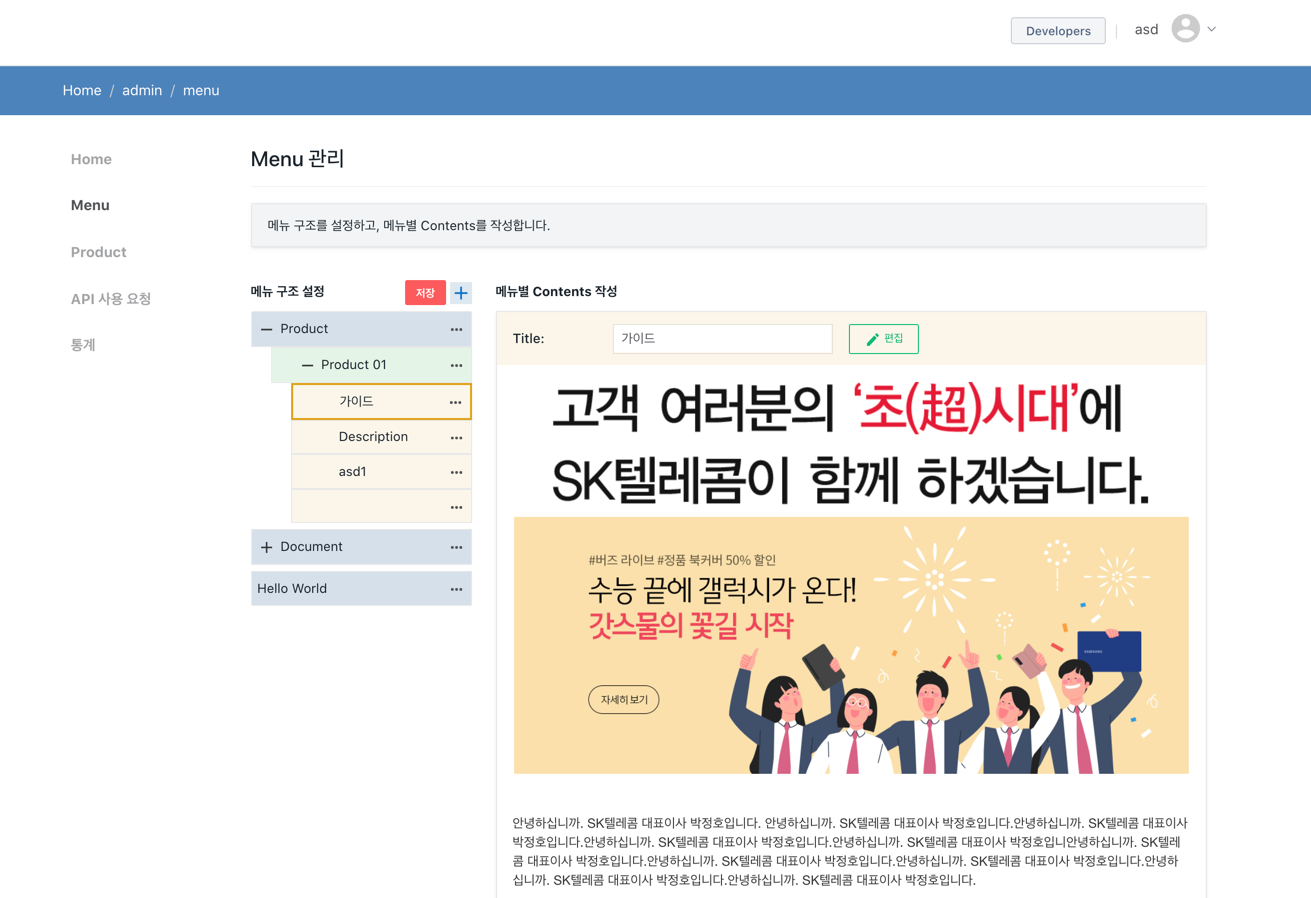 Developers
asd
Home / admin / menu
Home
Menu
Product
API 사용 요청
통계
Menu 관리
메뉴 구조를 설정하고, 메뉴별 Contents를 작성합니다.
메뉴 구조 설정
저장
Product
Product 01
가이드
Description
asd1
Document
Hello World
메뉴별 Contents 작성
Title:
가이드
편집
고객 여러분의 ‘초(超)시대’에
SK텔레콤이 함께 하겠습니다.
#버즈 라이브 #정품 북커버 50% 할인
수능 끝에 갤럭시가 온다!
갓스물의 꽃길 시작
자세히 보기
SAMSUNG
안녕하십니까. SK텔레콤 대표이사 박정호입니다. 안녕하십니까. SK텔레콤 대표이사 박정호입니다.안녕하십니까. SK텔레콤 대표이사
박정호입니다.안녕하십니까. SK텔레콤 대표이사 박정호입니다.안녕하십니까. SK텔레콤 대표이사 박정호입니안녕하십니까. SK텔레
콤 대표이사 박정호입니다.안녕하십니까. SK텔레콤 대표이사 박정호입니다.안녕하십니까. SK텔레콤 대표이사 박정호입니다.안녕하
십니까. SK텔레콤 대표이사 박정호입니다.안녕하십니까. SK텔레콤 대표이사 박정호입니다.